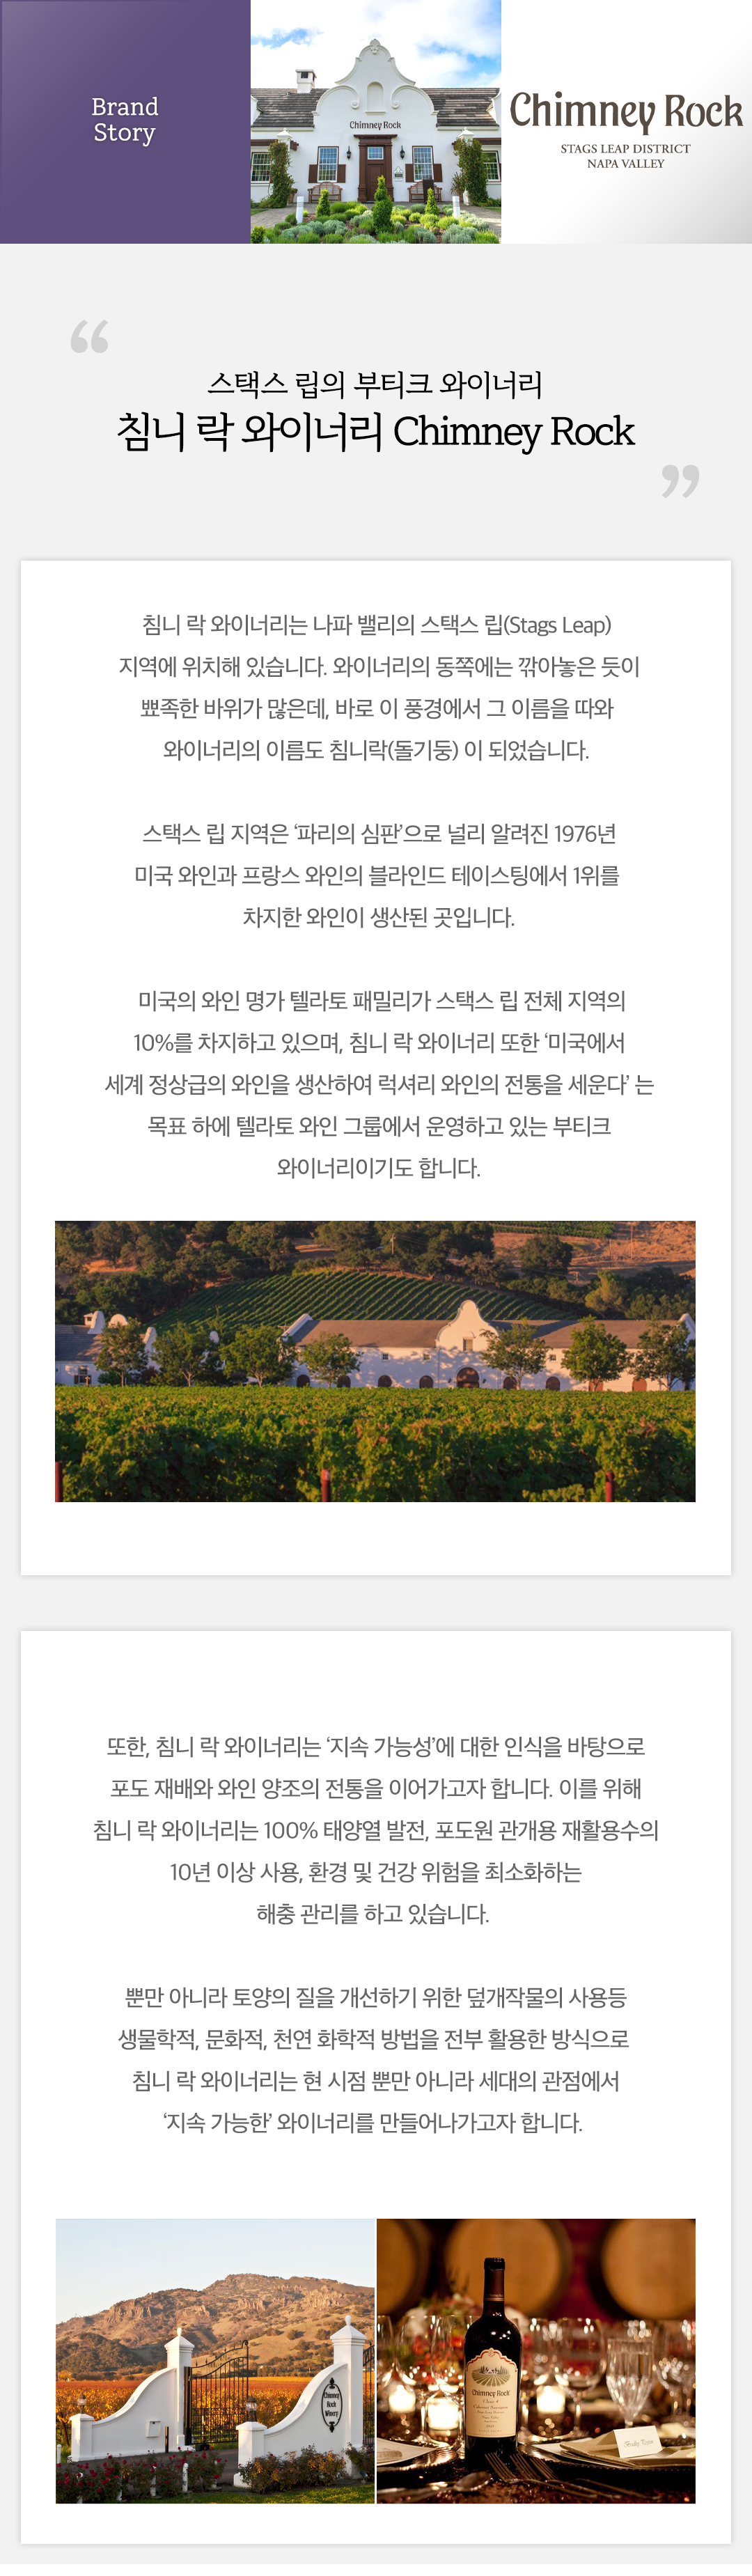 Brand
Story
Chimney Rock
Chimney Rock
STAGS LEAP DISTRICT
NAPA VALLEY
“
스택스 립의 부티크 와이너리
침니 락 와이너리 Chimney Rock
”
침니 락 와이너리는 나파 밸리의 스택스 립(Stags Leap)
지역에 위치해 있습니다. 와이너리의 동쪽에는 깎아놓은 듯이
뾰족한 바위가 많은데, 바로 이 풍경에서 그 이름을 따와
와이너리의 이름도 침니락(돌기둥) 이 되었습니다.
스택스 립 지역은 ‘파리의 심판’으로 널리 알려진 1976년
미국 와인과 프랑스 와인의 블라인드 테이스팅에서 1위를
차지한 와인이 생산된 곳입니다.
미국의 와인 명가 텔라토 패밀리가 스택스 립 전체 지역의
10%를 차지하고 있으며, 침니 락 와이너리 또한 ‘미국에서
세계 정상급의 와인을 생산하여 럭셔리 와인의 전통을 세운다’ 는
목표 하에 텔라토 와인 그룹에서 운영하고 있는 부티크
와이너리이기도 합니다.
또한, 침니 락 와이너리는 ‘지속 가능성’에 대한 인식을 바탕으로
포도 재배와 와인 양조의 전통을 이어가고자 합니다. 이를 위해
침니 락 와이너리는 100% 태양열 발전, 포도원 관개용 재활용수의
10년 이상 사용, 환경 및 건강 위험을 최소화하는
해충 관리를 하고 있습니다.
뿐만 아니라 토양의 질을 개선하기 위한 덮개작물의 사용등
생물학적, 문화적, 천연 화학적 방법을 전부 활용한 방식으로
침니 락 와이너리는 현 시점 뿐만 아니라 세대의 관점에서
‘지속 가능한’ 와이너리를 만들어나가고자 합니다.
Chimney
Rock
Winery
Chimney Rock
Cabernet Sauvignon